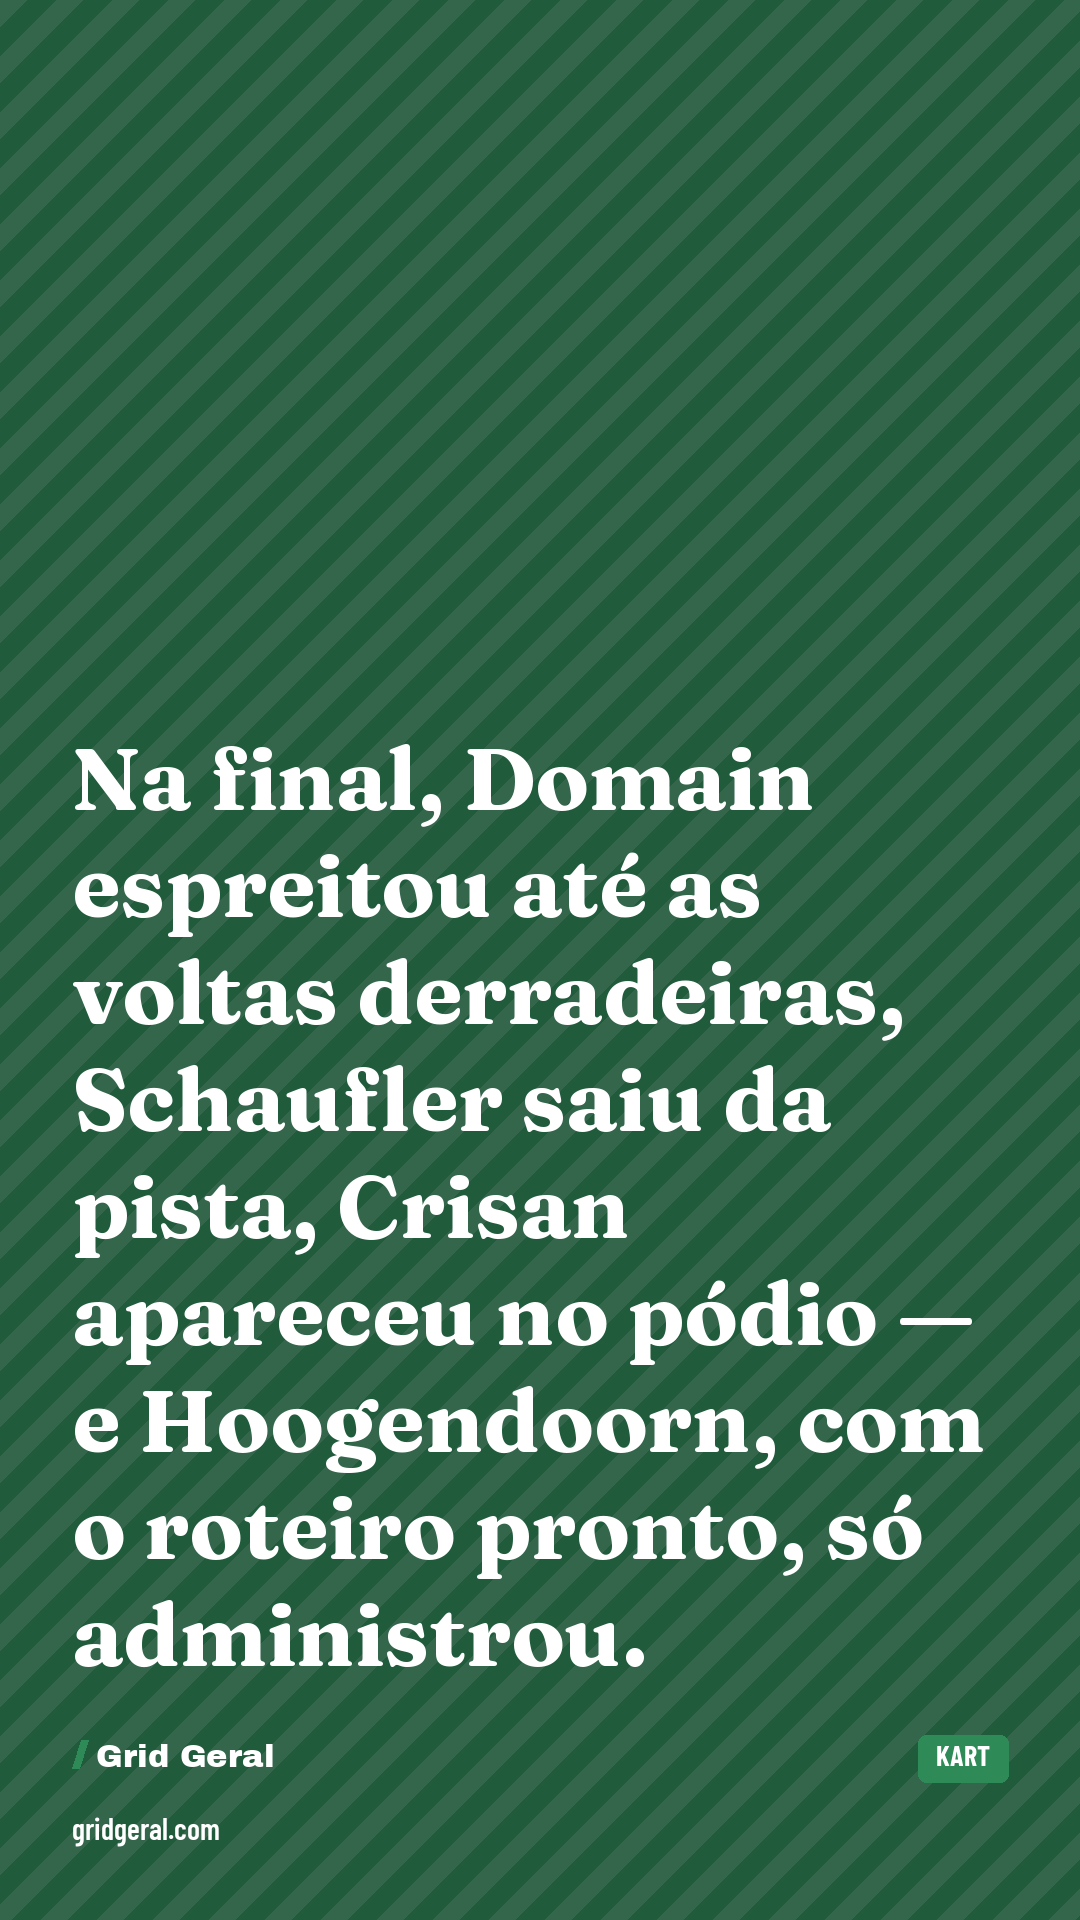 Na final, Domain
espreitou até as
voltas derradeiras,
Schaufler saiu da
pista, Crisan
apareceu no pódio —
e Hoogendoorn, com
o roteiro pronto, só
administrou.
/ Grid Geral
KART
gridgeral.com